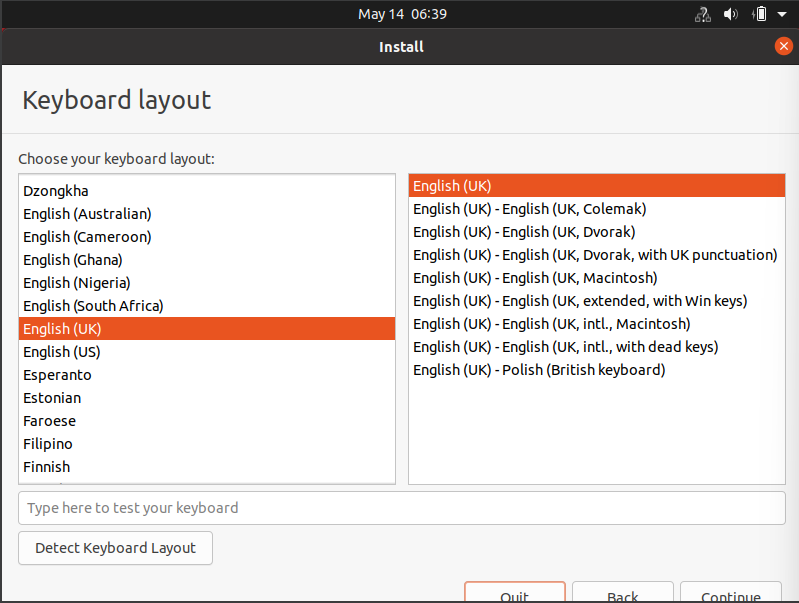 May 14 06:39
Install
Keyboard layout
Choose your keyboard layout:
Dzongkha
English (Australian)
English (Cameroon)
English (Ghana)
English (Nigeria)
English (South Africa)
English (UK)
English (US)
Esperanto
Estonian
Faroese
Filipino
Finnish
English (UK)
English (UK) - English (UK, Colemak)
English (UK) - English (UK, Dvorak)
English (UK) - English (UK, Dvorak, with UK punctuation)
English (UK) - English (UK, Macintosh)
English (UK) - English (UK, extended, with Win keys)
English (UK) - English (UK, intl., Macintosh)
English (UK) - English (UK, intl., with dead keys)
English (UK) - Polish (British keyboard)
Type here to test your keyboard
Detect Keyboard Layout
Quit Back Continue